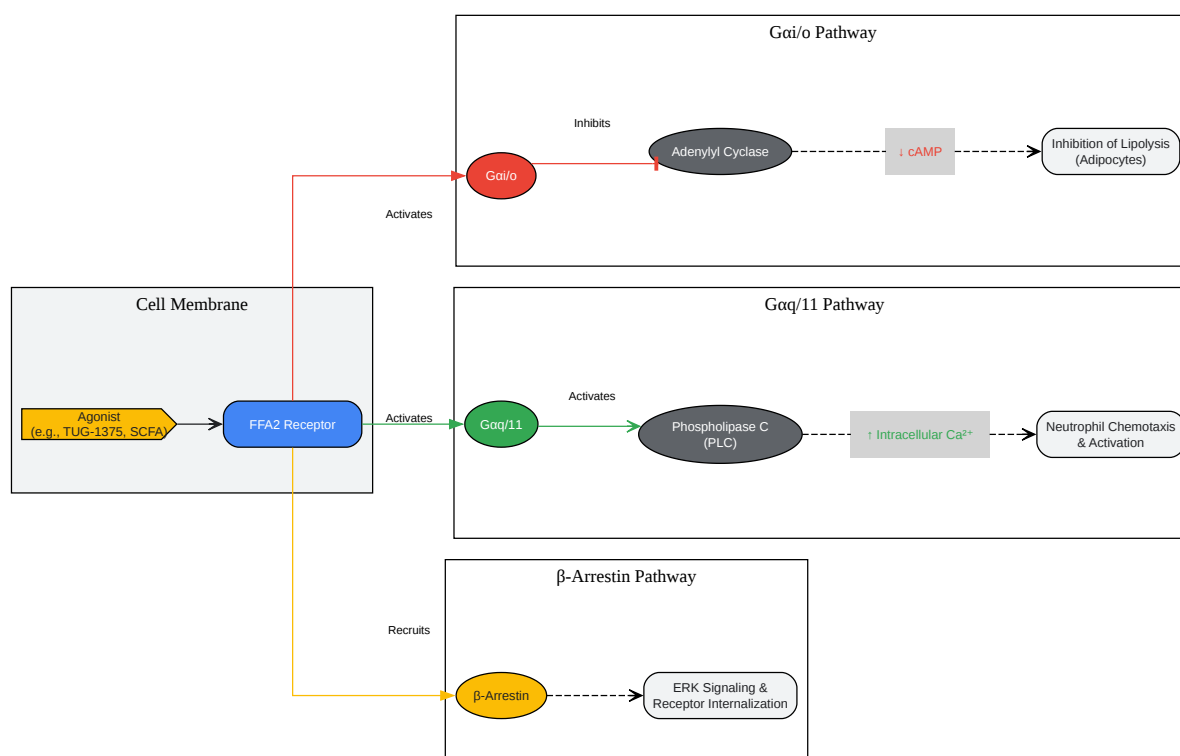 Gαi/o Pathway
Inhibits
Adenylyl Cyclase
↓ cAMP
Inhibition of Lipolysis
(Adipocytes)
Gαi/o
Activates
Cell Membrane
Agonist
(e.g., TUG-1375, SCFA)
FFA2 Receptor
Gαq/11 Pathway
Activates
Gαq/11
Activates
Phospholipase C
(PLC)
↑ Intracellular Ca²⁺
Neutrophil Chemotaxis
& Activation
β-Arrestin Pathway
Recruits
β-Arrestin
ERK Signaling &
Receptor Internalization